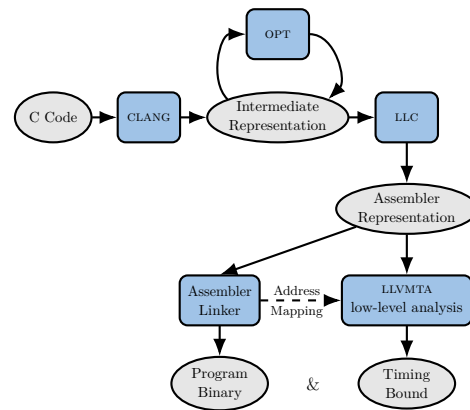 OPT
C Code
CLANG
Intermediate
Representation
LLC
Assembler
Representation
Assembler
Linker
Address
Mapping
LLVMTA
low-level analysis
Program
Binary
&
Timing
Bound